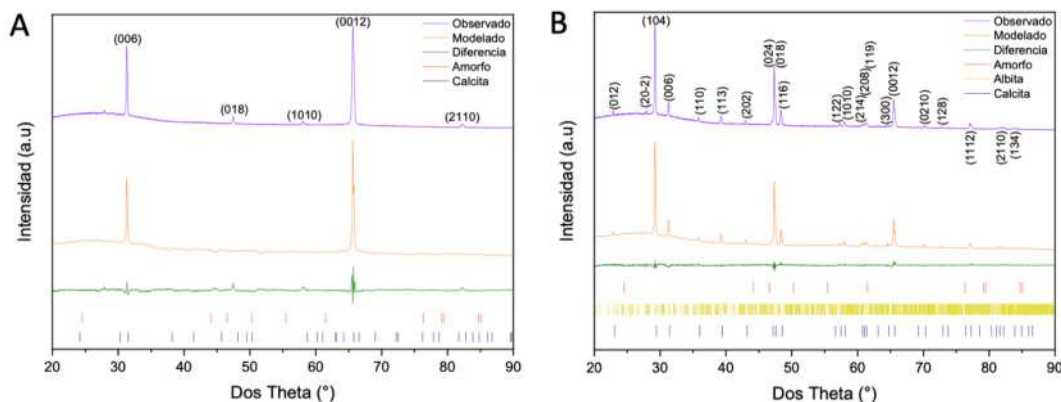 A
(006)
(0012)
(018)
(1010)
(2110)
Observado
Modelado
Diferencia
Amorfo
Calcita
Intensidad (a.u)
20 30 40 50 60 70 80 90
Dos Theta (°)
B
(104)
(012)
(20-2)
(006)
(110)
(113)
(202)
(024)
(018)
(116)
(122)
(1010)
(214)
(208)
(119)
(300)
(0012)
(0210)
(128)
(1112)
(2110)
(134)
Observado
Modelado
Diferencia
Amorfo
Albita
Calcita
Intensidad (a.u)
20 30 40 50 60 70 80 90
Dos Theta (°)